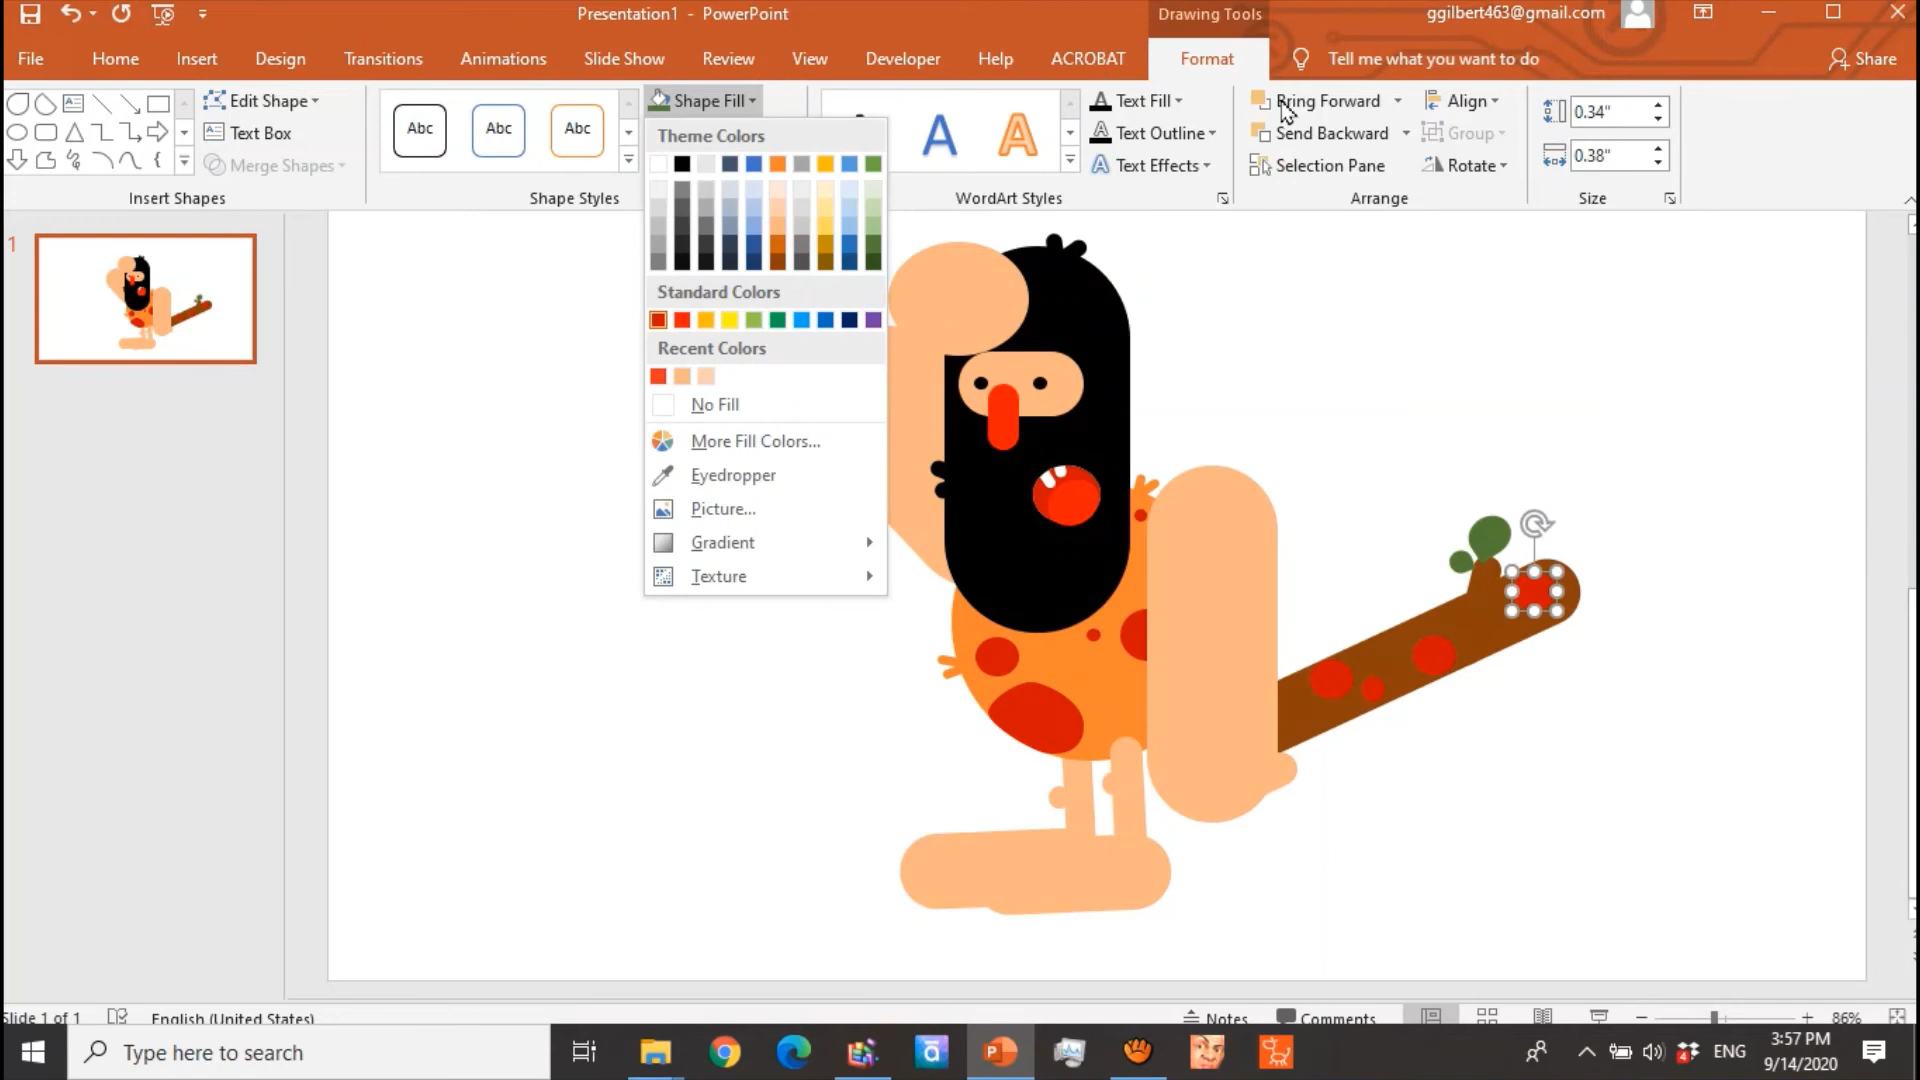 Presentation1 - PowerPoint
Drawing Tools
ggilbert463@gmail.com
File Home Insert Design Transitions Animations Slide Show Review View Developer Help ACROBAT Format Tell me what you want to do Share
Edit Shape
Text Box
Merge Shapes
Insert Shapes
Abc Abc Abc
Shape Styles
Shape Fill
Theme Colors
Standard Colors
Recent Colors
No Fill
More Fill Colors...
Eyedropper
Picture...
Gradient
Texture
A A
WordArt Styles
Text Fill
Text Outline
Text Effects
Bring Forward
Send Backward
Selection Pane
Align
Group
Rotate
Arrange
0.34"
0.38"
Size
1
Slide 1 of 1 English (United States) Notes Comments 86%
Type here to search
4
ENG
3:57 PM
9/14/2020